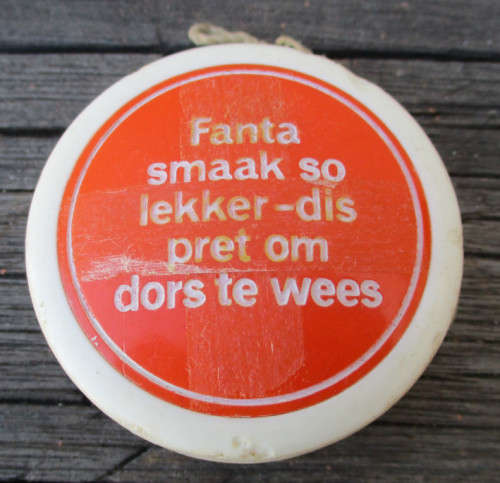 Fanta
smaak so
lekker-dis
pret om
dors te wees